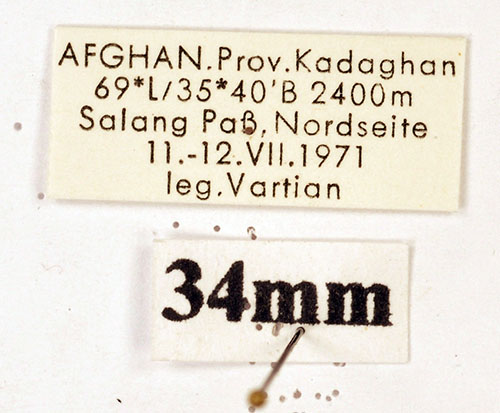 AFGHAN.Prov.Kadaghan
69*L/35*40'B 2400m
Salang Paß, Nordseite
11.-12.VII.1971
leg.Vartian
34mm